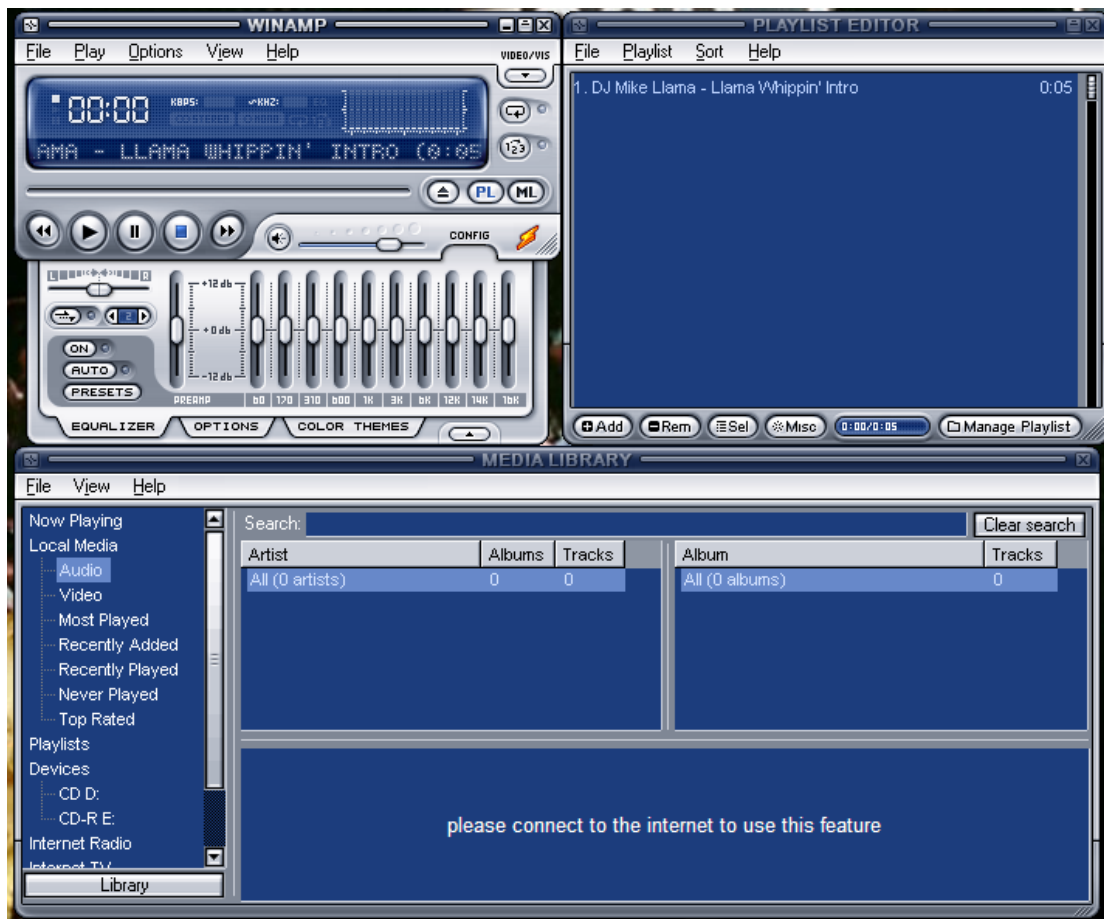 WINAMP
File Play Options View Help
VIDEO/VIS
00:00 KBPS: KHZ: EQ
AMA - LLAMA WHIPPIN' INTRO (0:05
123
PL ML
CONFIG
L R
+12 db
2
+0 db
ON
AUTO
-12 db
PRESETS
PREAMP 60 170 310 600 1K 3K 6K 12K 14K 16K
EQUALIZER OPTIONS COLOR THEMES
PLAYLIST EDITOR
File Playlist Sort Help
1. DJ Mike Llama - Llama Whippin' Intro 0:05
Add Rem Sel Misc 0:00/0:05 Manage Playlist
MEDIA LIBRARY
File View Help
Now Playing
Local Media
Audio
Video
Most Played
Recently Added
Recently Played
Never Played
Top Rated
Playlists
Devices
CD D:
CD-R E:
Internet Radio
Internet TV
Library
Search: Clear search
Artist Albums Tracks
All (0 artists) 0 0
Album Tracks
All (0 albums) 0
please connect to the internet to use this feature